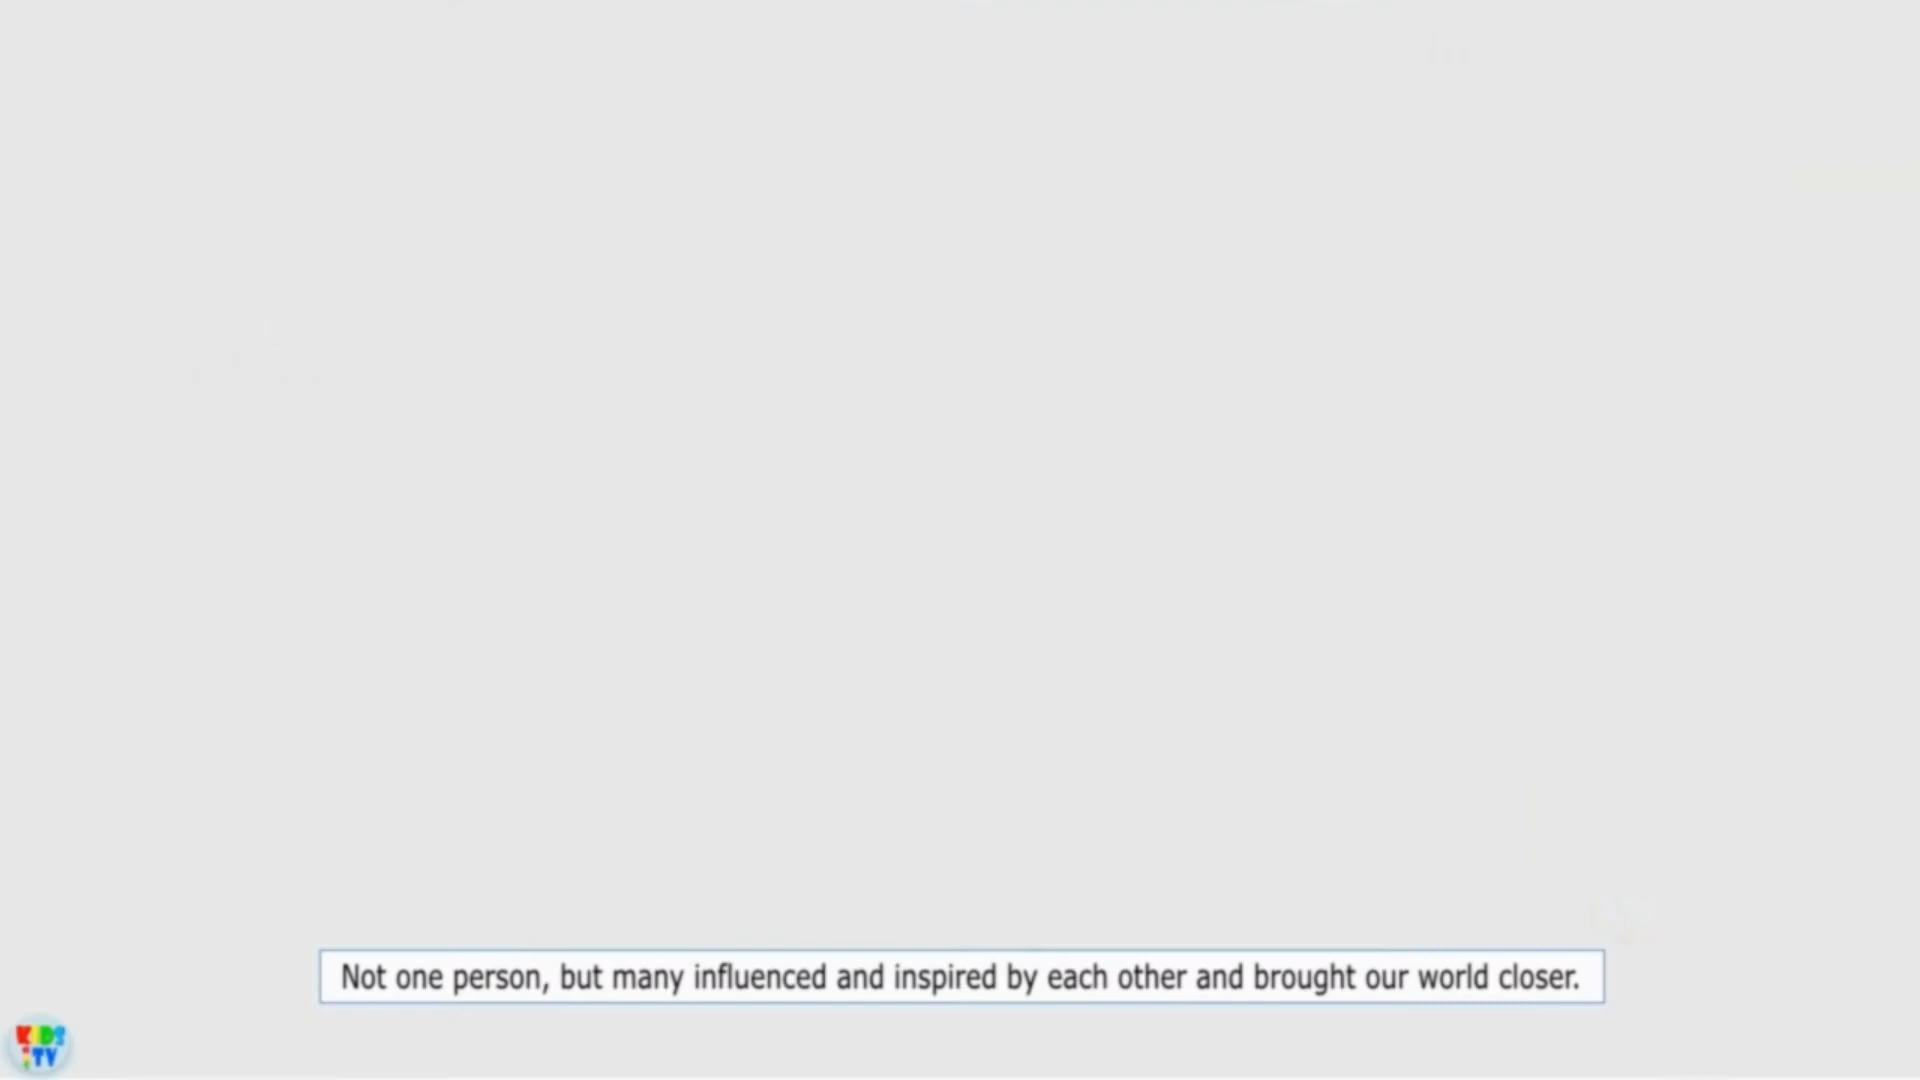 Not one person, but many influenced and inspired by each other and brought our world closer.
KIDS
TV